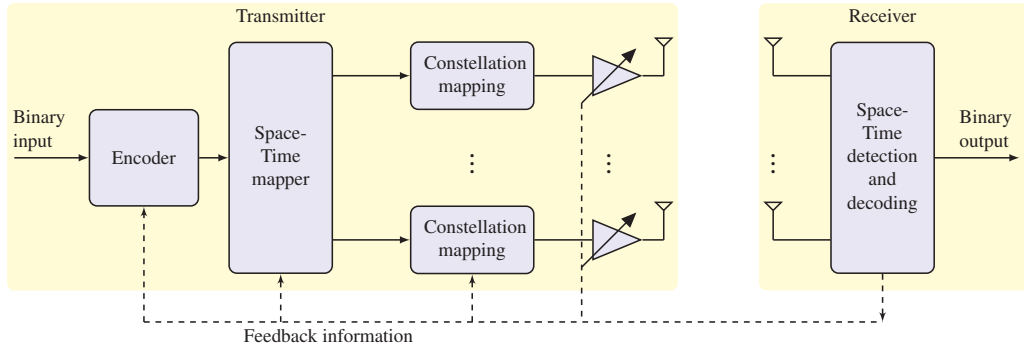 Transmitter
Receiver
Binary
input
Encoder
Space-
Time
mapper
Constellation
mapping
Constellation
mapping
Space-
Time
detection
and
decoding
Binary
output
Feedback information